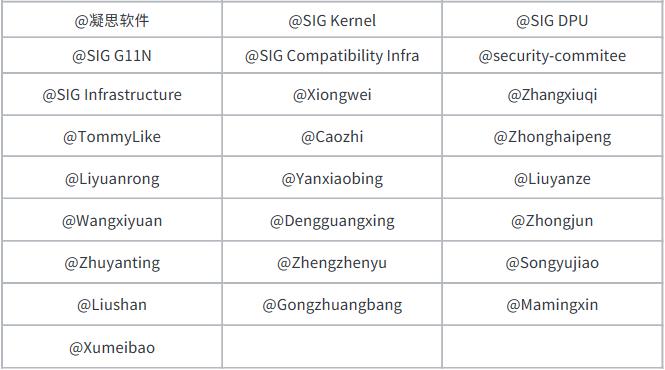 @凝思软件 @SIG Kernel @SIG DPU
@SIG G11N @SIG Compatibility Infra @security-commitee
@SIG Infrastructure @Xiongwei @Zhangxiuqi
@TommyLike @Caozhi @Zhonghaipeng
@Liyuanrong @Yanxiaobing @Liuyanze
@Wangxiyuan @Dengguangxing @Zhongjun
@Zhuyanting @Zhengzhenyu @Songyujiao
@Liushan @Gongzhuangbang @Mamingxin
@Xumeibao